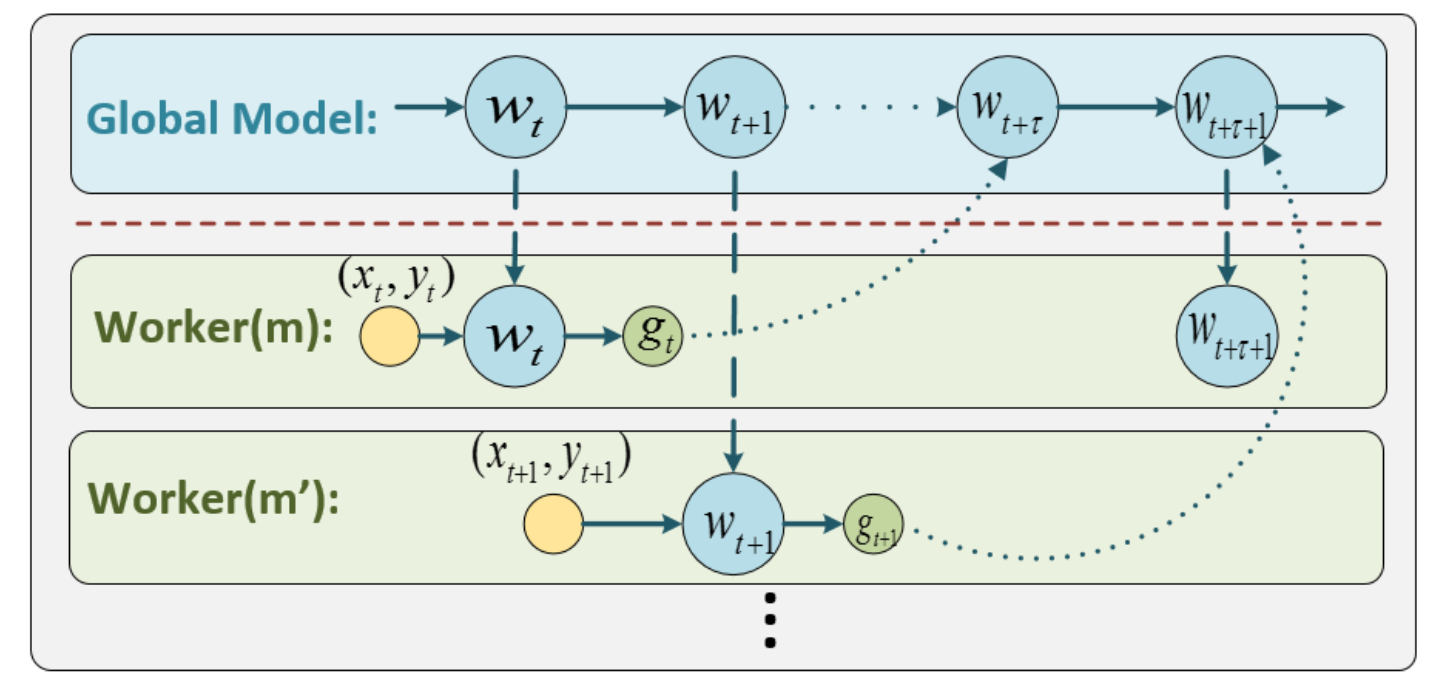 Global Model: w_t w_{t+1} w_{t+τ} w_{t+τ+1}
(x_t, y_t)
Worker(m): w_t g_t w_{t+τ+1}
(x_{t+1}, y_{t+1})
Worker(m’): w_{t+1} g_{t+1}